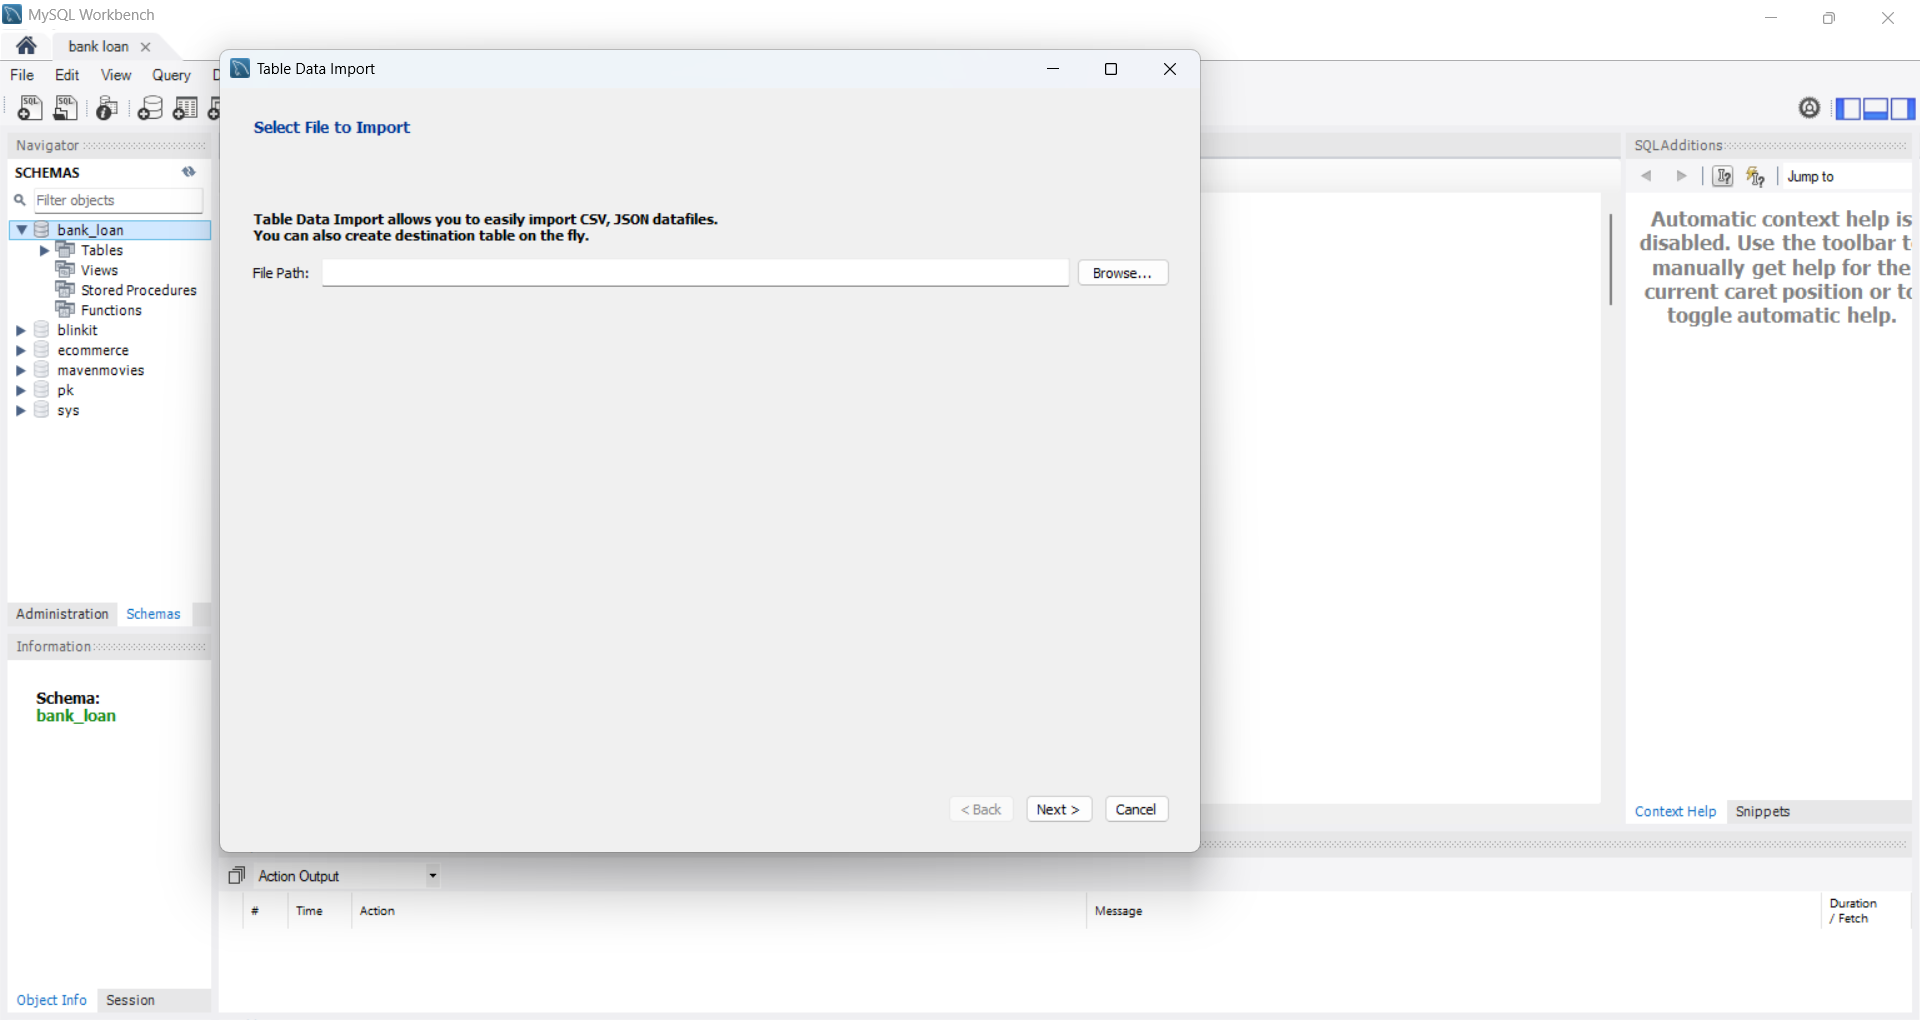 MySQL Workbench
bank loan
File Edit View Query
Table Data Import
Select File to Import
Table Data Import allows you to easily import CSV, JSON datafiles.
You can also create destination table on the fly.
File Path:
Browse...
< Back
Next >
Cancel
Navigator
SCHEMAS
Filter objects
bank_loan
Tables
Views
Stored Procedures
Functions
blinkit
ecommerce
mavenmovies
pk
sys
Administration Schemas
Information
Schema:
bank_loan
Object Info Session
SQLAdditions
Jump to
Automatic context help is
disabled. Use the toolbar t
manually get help for the
current caret position or to
toggle automatic help.
Context Help Snippets
Action Output
# Time Action Message Duration
/ Fetch